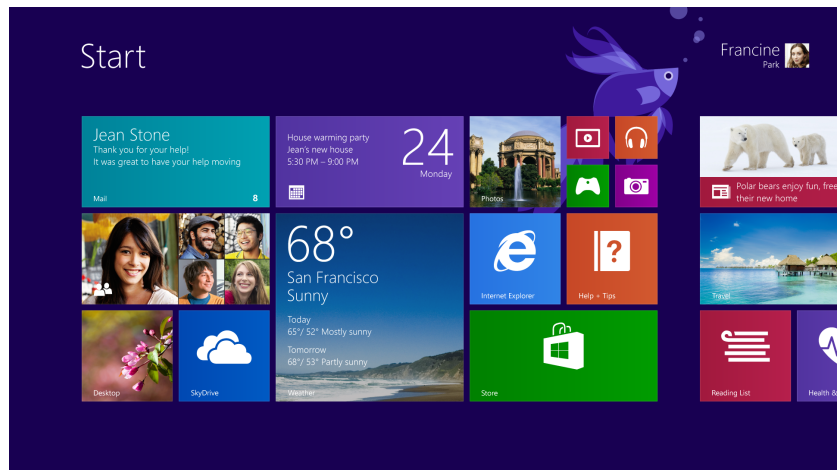 Start
Francine
Park
Jean Stone
Thank you for your help!
It was great to have your help moving
Mail
8
House warming party
Jean's new house
5:30 PM – 9:00 PM
24
Monday
Photos
Polar bears enjoy fun, free
their new home
68°
San Francisco
Sunny
Today
65°/ 52° Mostly sunny
Tomorrow
68°/ 53° Partly sunny
Weather
Internet Explorer
?
Help + Tips
Travel
Desktop
SkyDrive
Store
Reading List
Health &